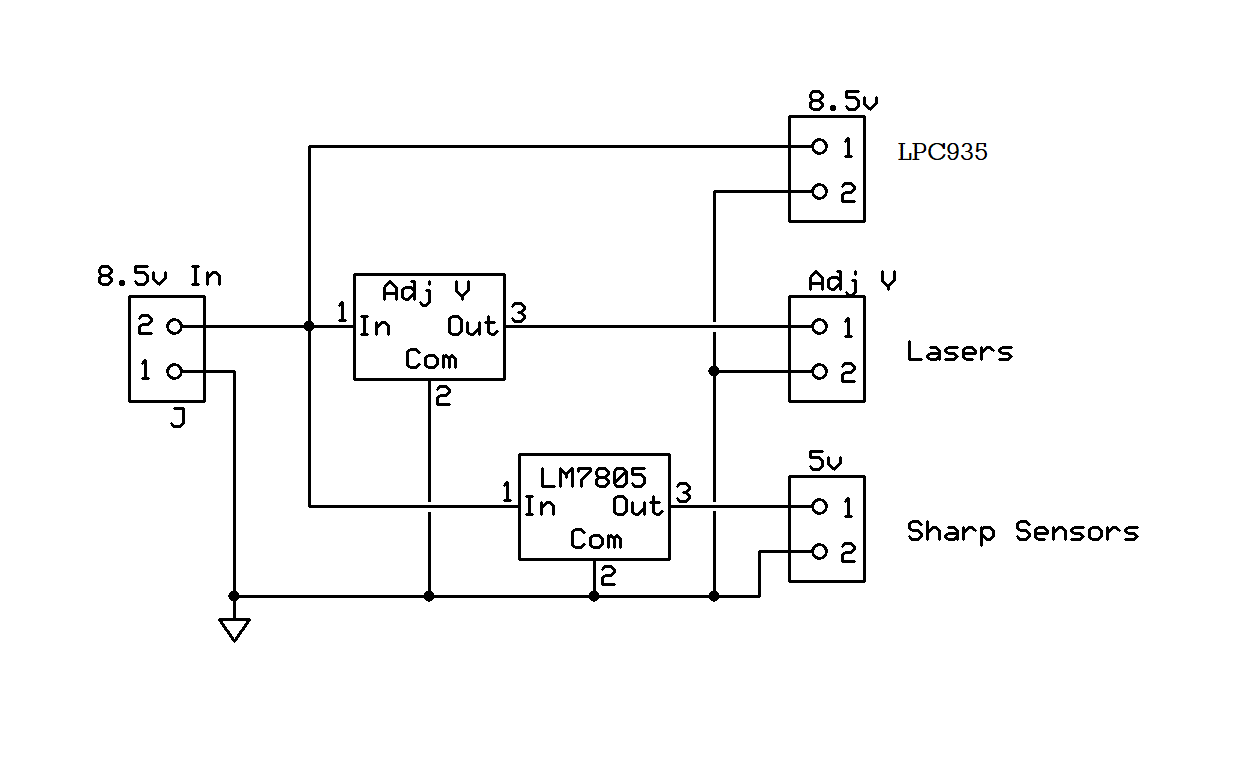 8.5v
1
LPC935
2
8.5v In
2
1
J
Adj V
1 In Out 3
Com
2
Adj V
1
Lasers
2
LM7805
1 In Out 3
Com
2
5v
1
Sharp Sensors
2